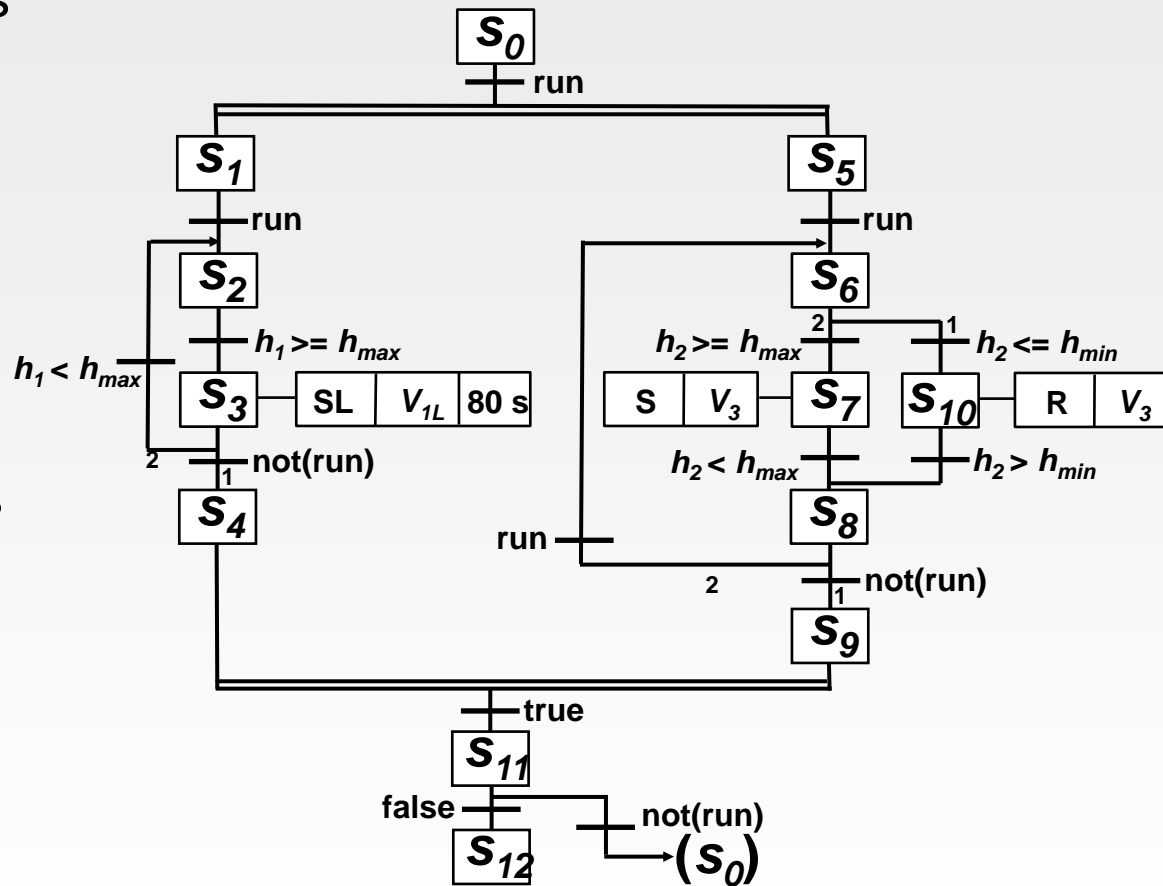 s
S0
run
S1
S5
run
run
S2
S6
2
1
h1 >= hmax
h2 >= hmax
h2 <= hmin
h1 < hmax
S3
SL
V1L
80 s
S
V3
S7
S10
R
V3
2
not(run)
1
h2 < hmax
h2 > hmin
S4
S8
run
2
not(run)
1
S9
true
S11
false
not(run)
S12
(S0)